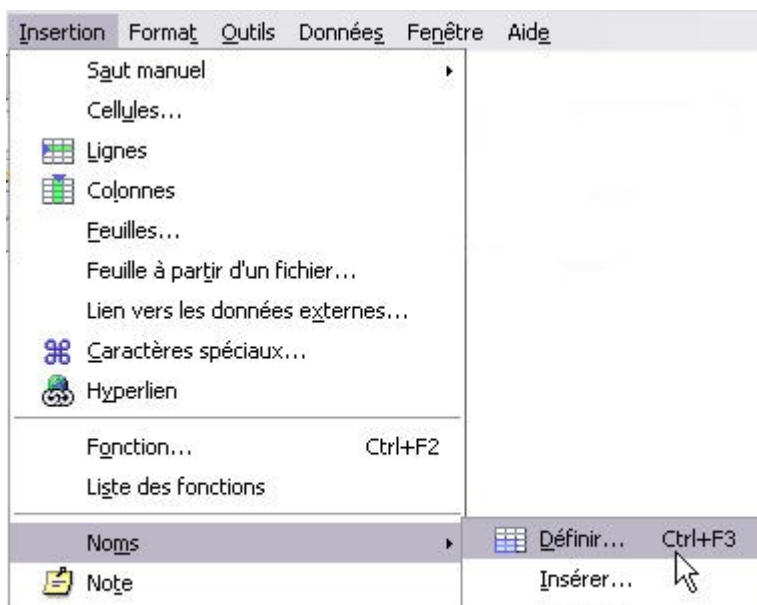 Insertion Format Outils Données Fenêtre Aide
Saut manuel
Cellules...
Lignes
Colonnes
Feuilles...
Feuille à partir d'un fichier...
Lien vers les données externes...
Caractères spéciaux...
Hyperlien
Fonction... Ctrl+F2
Liste des fonctions
Noms
Définir... Ctrl+F3
Note
Insérer...